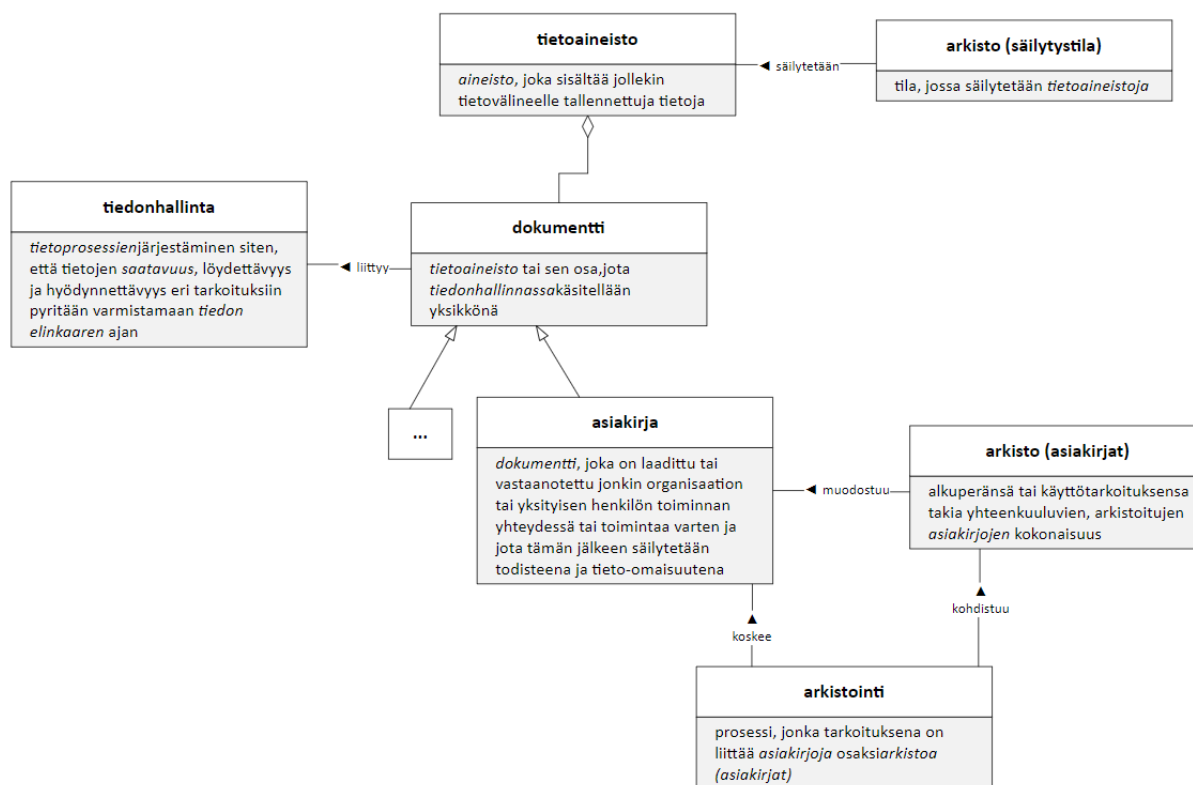 tietoaineisto
aineisto, joka sisältää jollekin
tietovälineelle tallennettuja tietoja
◄ säilytetään
arkisto (säilytystila)
tila, jossa säilytetään tietoaineistoja
tiedonhallinta
tietoprosessienjärjestäminen siten,
että tietojen saatavuus, löydettävyys
ja hyödynnettävyys eri tarkoituksiin
pyritään varmistamaan tiedon
elinkaaren ajan
◄ liittyy
dokumentti
tietoaineisto tai sen osa,jota
tiedonhallinnassakäsitellään
yksikkönä
...
asiakirja
dokumentti, joka on laadittu tai
vastaanotettu jonkin organisaation
tai yksityisen henkilön toiminnan
yhteydessä tai toimintaa varten ja
jota tämän jälkeen säilytetään
todisteena ja tieto-omaisuutena
◄ muodostuu
arkisto (asiakirjat)
alkuperänsä tai käyttötarkoituksensa
takia yhteenkuuluvien, arkistoitujen
asiakirjojen kokonaisuus
▲
koskee
▲
kohdistuu
arkistointi
prosessi, jonka tarkoituksena on
liittää asiakirjoja osaksiarkistoa
(asiakirjat)